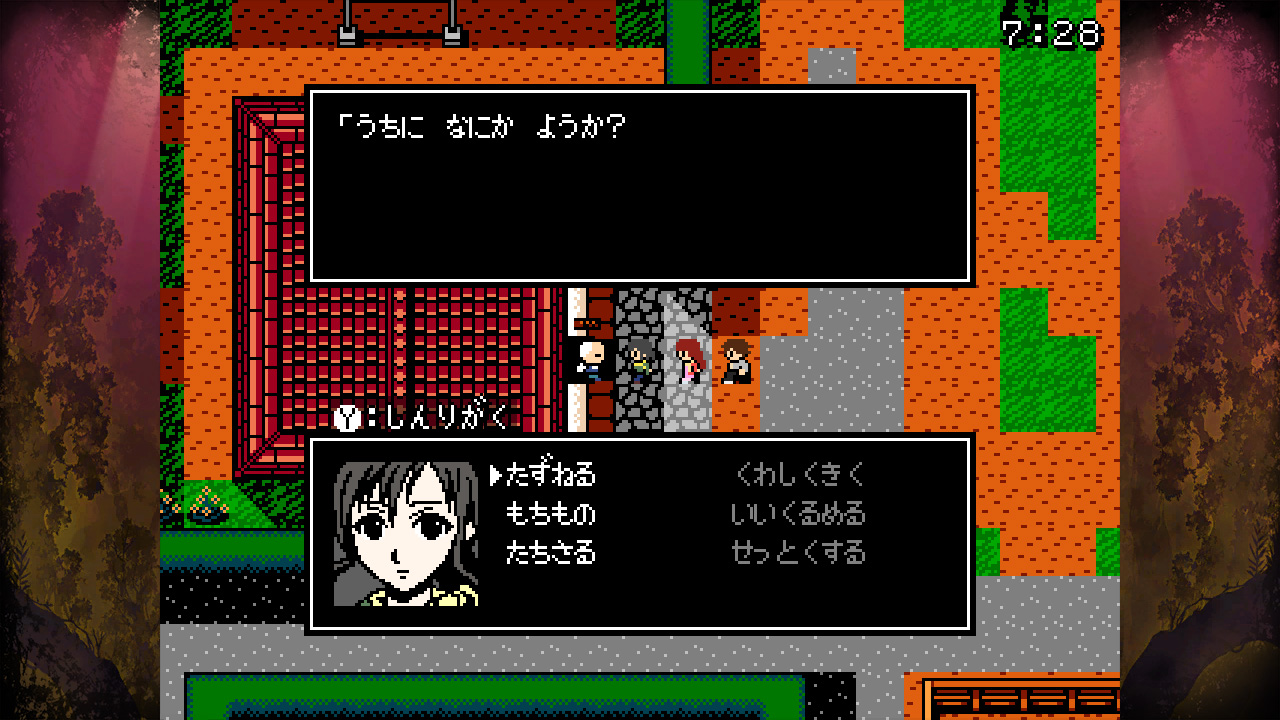 7:28
「うちに なにか ようか?
Y:しんりがく
▶たずねる くわしくきく
もちもの いいくるめる
たちさる せっとくする